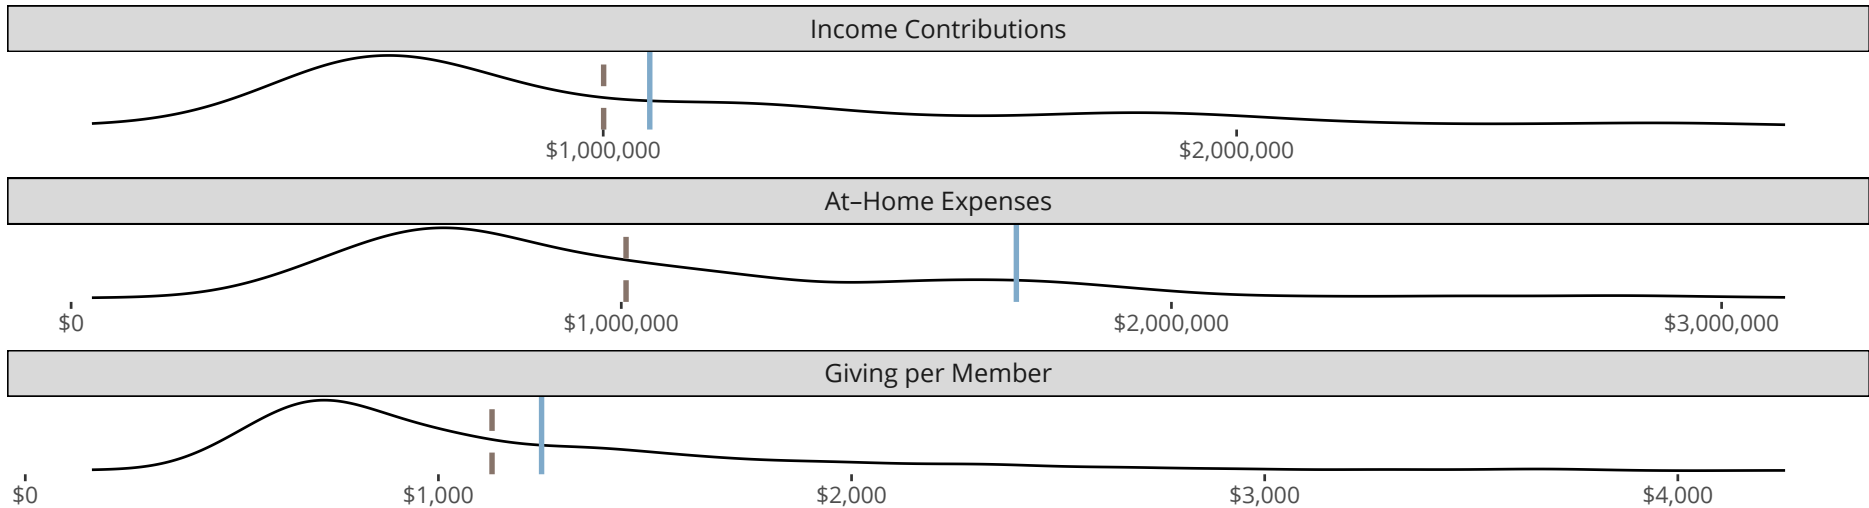 Income Contributions
$1,000,000 $2,000,000
At–Home Expenses
$0 $1,000,000 $2,000,000 $3,000,000
Giving per Member
$0 $1,000 $2,000 $3,000 $4,000